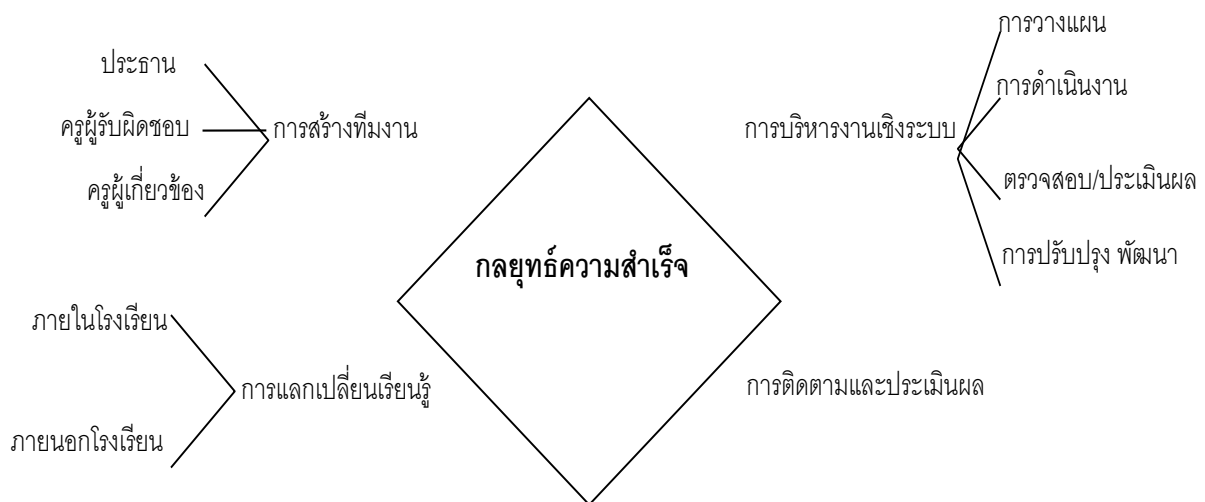 ประธาน
ครูผู้รับผิดชอบ
ครูผู้เกี่ยวข้อง
การสร้างทีมงาน
การบริหารงานเชิงระบบ
การวางแผน
การดำเนินงาน
ตรวจสอบ/ประเมินผล
การปรับปรุง พัฒนา
กลยุทธ์ความสำเร็จ
ภายในโรงเรียน
ภายนอกโรงเรียน
การแลกเปลี่ยนเรียนรู้
การติดตามและประเมินผล